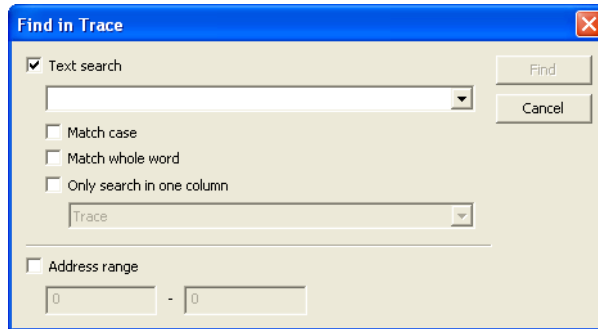 Find in Trace
Text search
Find
Cancel
Match case
Match whole word
Only search in one column
Trace
Address range
0 - 0